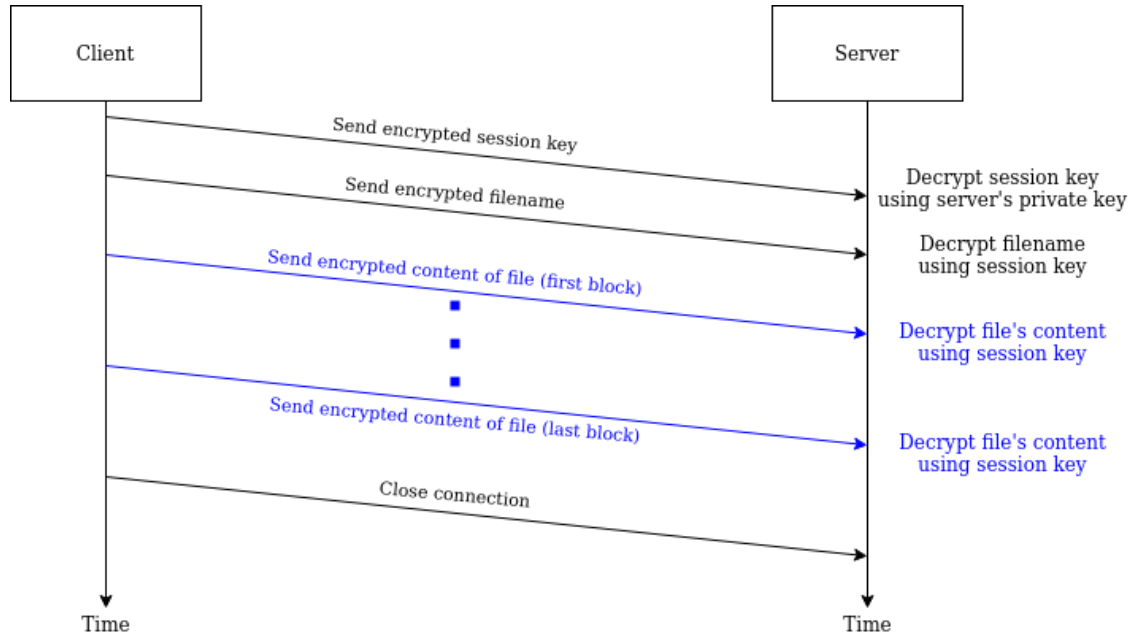 Client
Server
Send encrypted session key
Decrypt session key
using server's private key
Send encrypted filename
Decrypt filename
using session key
Send encrypted content of file (first block)
Decrypt file's content
using session key
Send encrypted content of file (last block)
Decrypt file's content
using session key
Close connection
Time
Time